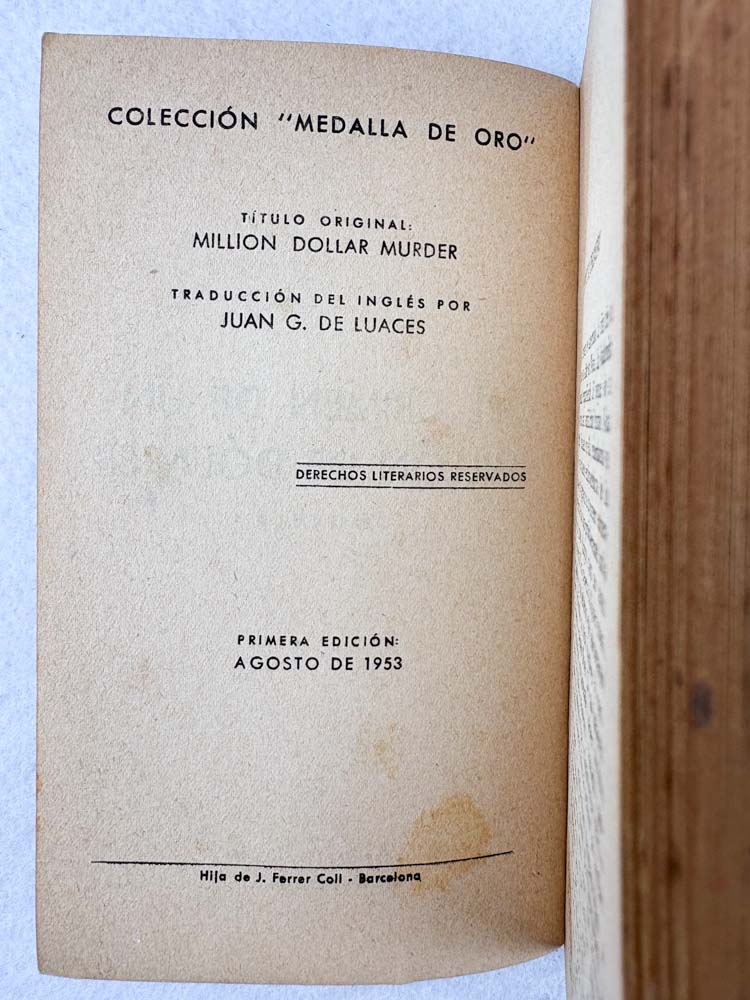 COLECCIÓN "MEDALLA DE ORO"
TÍTULO ORIGINAL:
MILLION DOLLAR MURDER
TRADUCCIÓN DEL INGLÉS POR
JUAN G. DE LUACES
DERECHOS LITERARIOS RESERVADOS
PRIMERA EDICIÓN:
AGOSTO DE 1953
Hija de J. Ferrer Coll - Barcelona